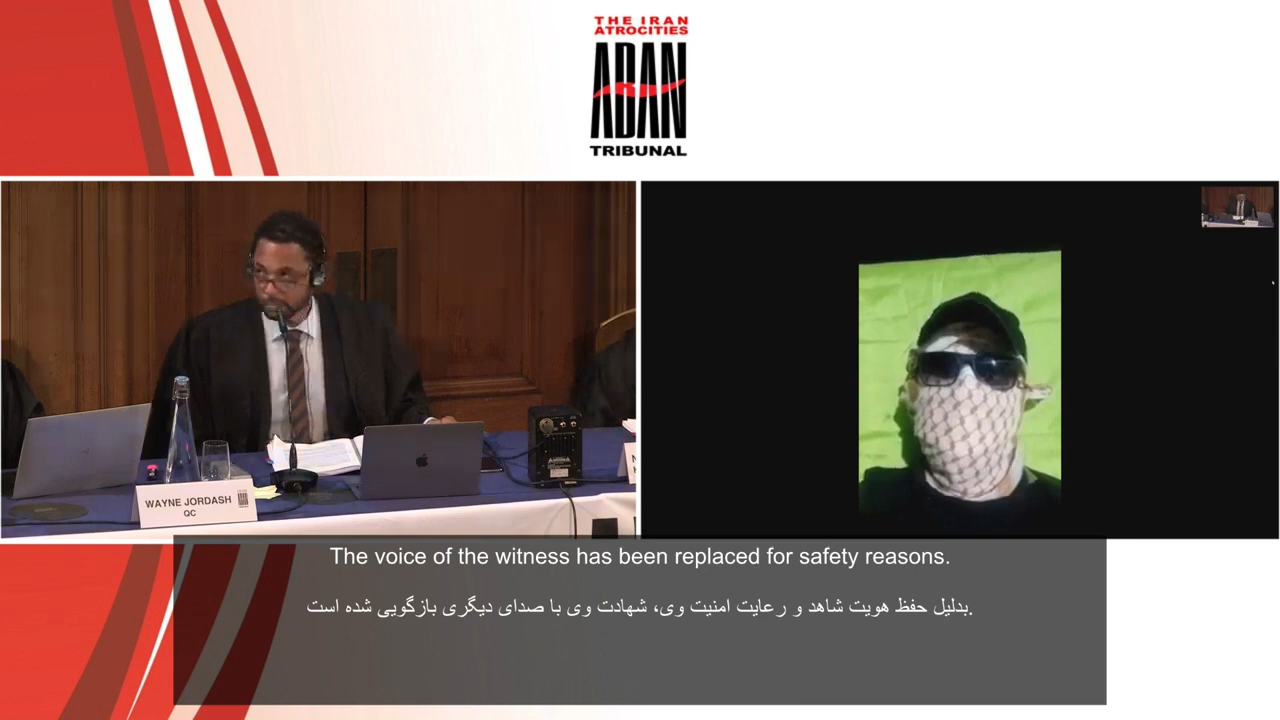 THE IRAN
ATROCITIES
ABAN
TRIBUNAL
WAYNE JORDASH
QC
The voice of the witness has been replaced for safety reasons.
بدلیل حفظ هویت شاهد و رعایت امنیت وی، شهادت وی با صدای دیگری بازگویی شده است.